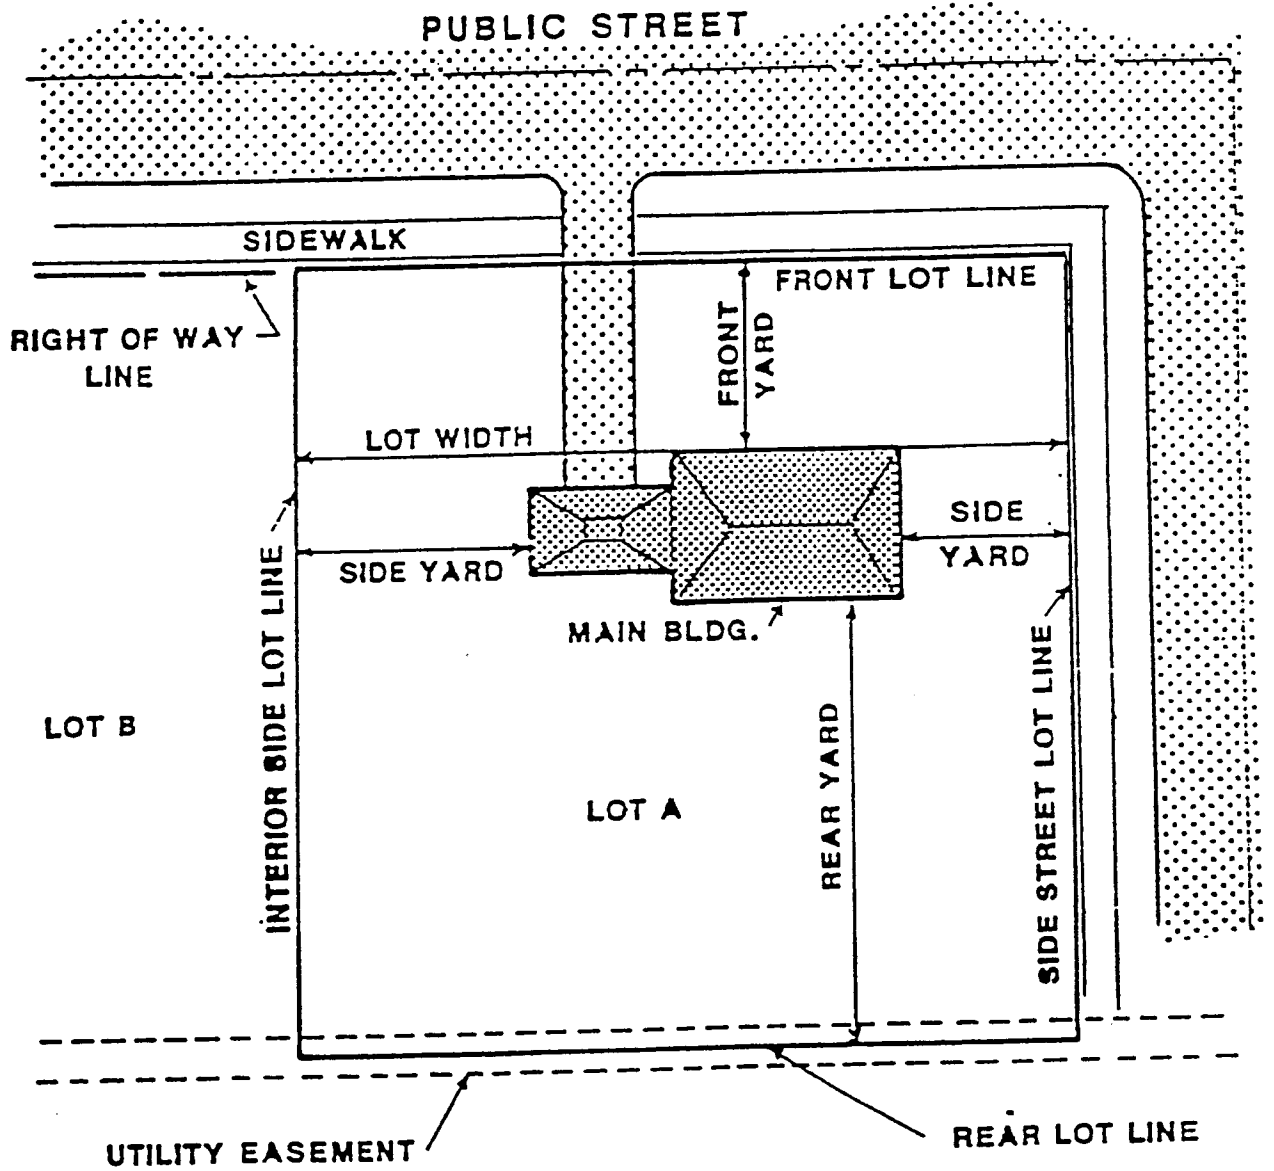 PUBLIC STREET
SIDEWALK
FRONT LOT LINE
RIGHT OF WAY
LINE
FRONT
YARD
LOT WIDTH
SIDE
YARD
SIDE YARD
MAIN BLDG.
INTERIOR SIDE LOT LINE
SIDE STREET LOT LINE
LOT B
REAR YARD
LOT A
UTILITY EASEMENT
REAR LOT LINE